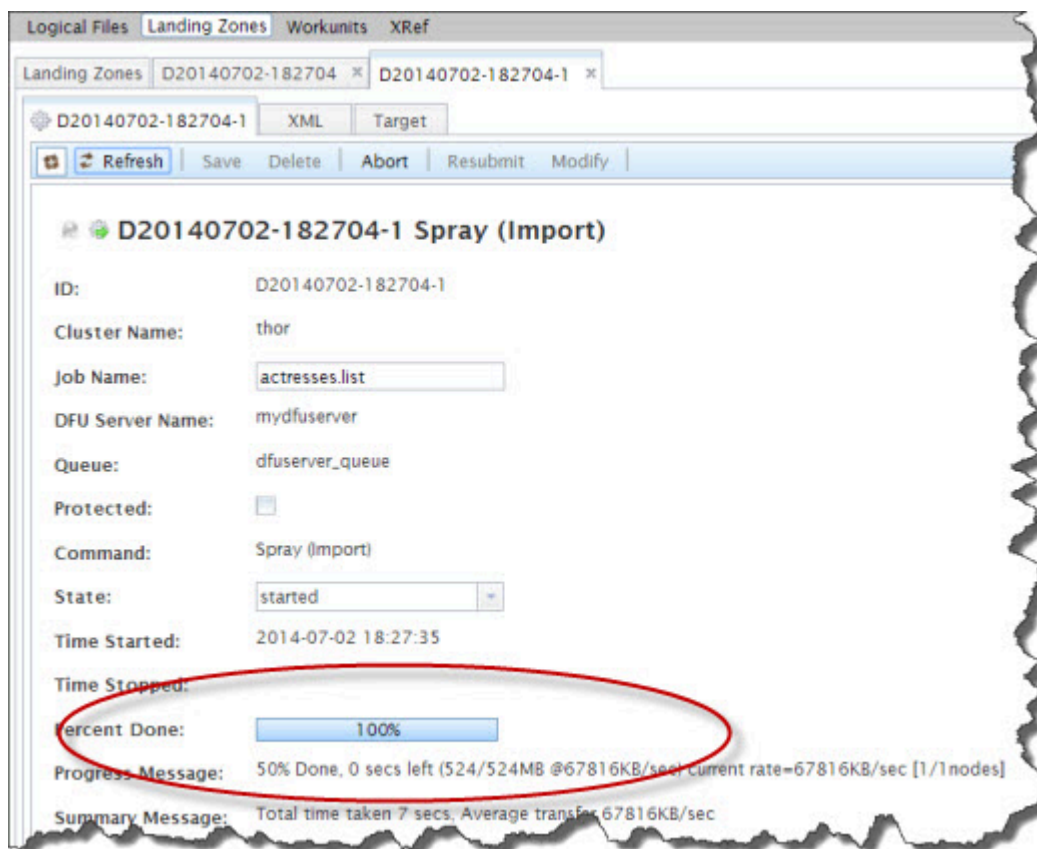 Logical Files Landing Zones Workunits XRef
Landing Zones D20140702-182704 × D20140702-182704-1 ×
D20140702-182704-1 XML Target
Refresh Save Delete Abort Resubmit Modify
D20140702-182704-1 Spray (Import)
ID: D20140702-182704-1
Cluster Name: thor
Job Name: actresses.list
DFU Server Name: mydfuserver
Queue: dfuserver_queue
Protected:
Command: Spray (Import)
State: started
Time Started: 2014-07-02 18:27:35
Time Stopped:
Percent Done: 100%
Progress Message: 50% Done, 0 secs left (524/524MB @67816KB/sec) current rate=67816KB/sec [1/1nodes]
Summary Message: Total time taken 7 secs, Average transfer 67816KB/sec